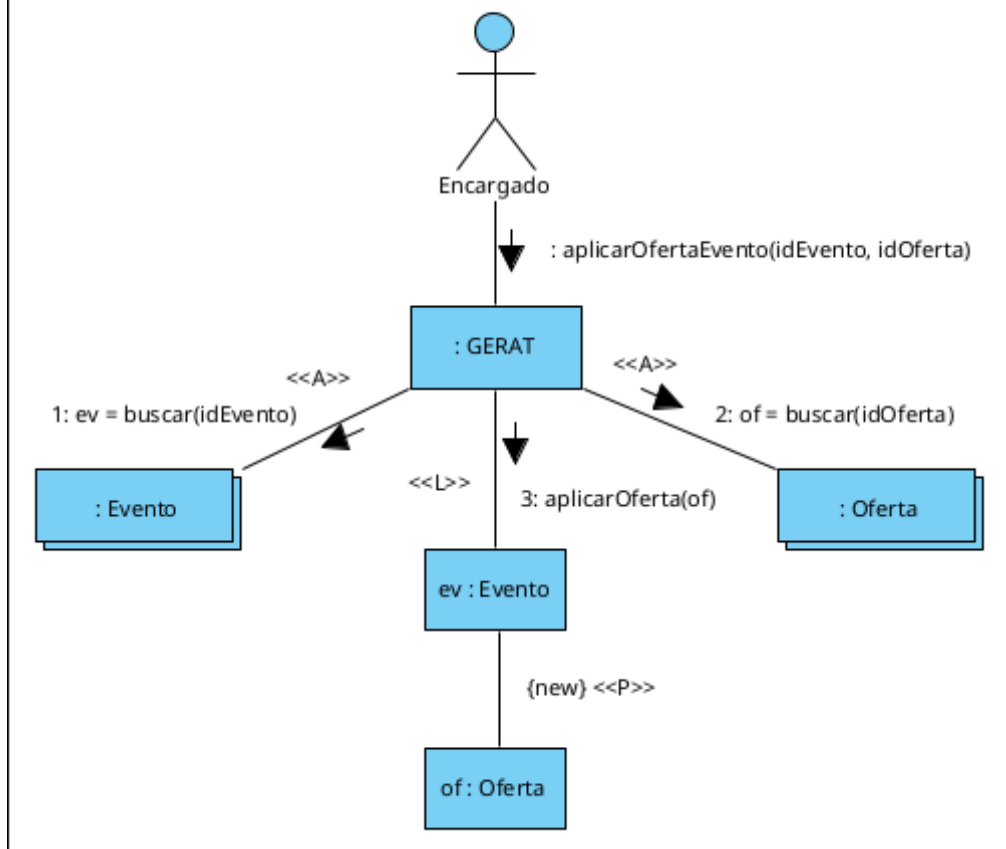 Encargado
: aplicarOfertaEvento(idEvento, idOferta)
: GERAT
<<A>>
<<A>>
1: ev = buscar(idEvento)
2: of = buscar(idOferta)
<<L>>
3: aplicarOferta(of)
: Evento
: Oferta
ev : Evento
{new} <<P>>
of : Oferta